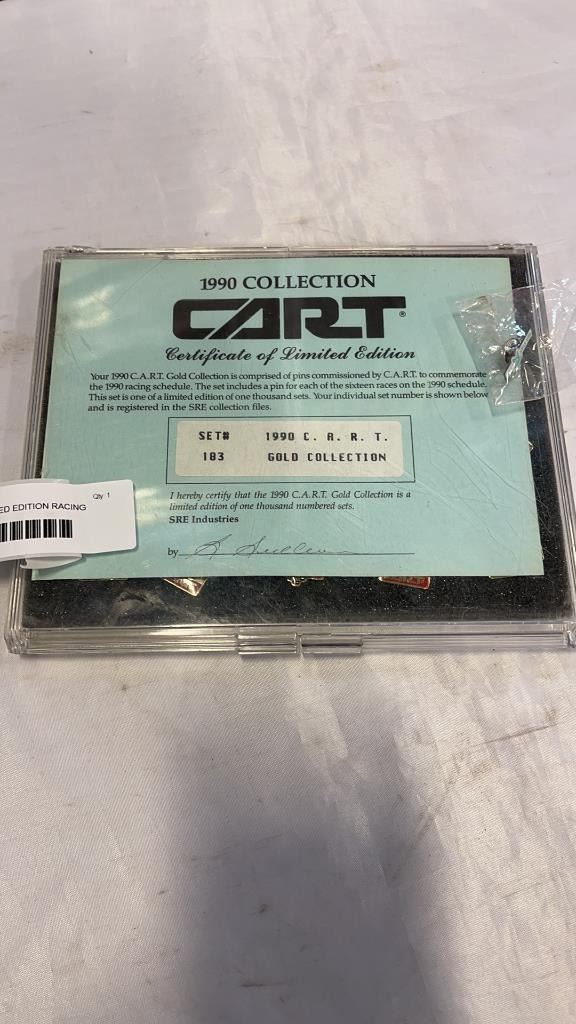 1990 COLLECTION
CART®
Certificate of Limited Edition
Your 1990 C.A.R.T. Gold Collection is comprised of pins commissioned by C.A.R.T. to commemorate
the 1990 racing schedule. The set includes a pin for each of the sixteen races on the 1990 schedule.
This set is one of a limited edition of one thousand sets. Your individual set number is shown below
and is registered in the SRE collection files.
SET# 1990 C. A. R. T.
183 GOLD COLLECTION
I hereby certify that the 1990 C.A.R.T. Gold Collection is a
limited edition of one thousand numbered sets.
SRE Industries
by
Qty: 1
ED EDITION RACING